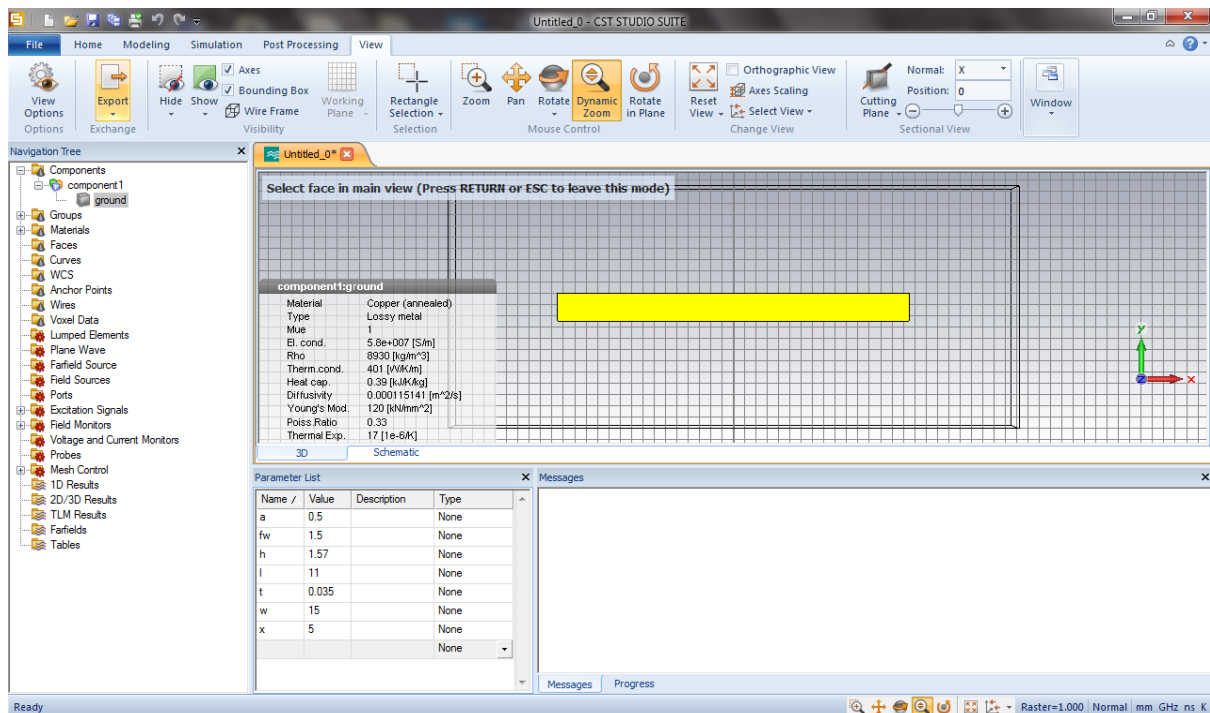 Untitled_0 - CST STUDIO SUITE
File Home Modeling Simulation Post Processing View
View Options
Export
Hide Show
Axes
Bounding Box
Wire Frame
Working Plane
Rectangle Selection
Zoom Pan Rotate Dynamic Zoom Rotate in Plane
Reset View
Orthographic View
Axes Scaling
Select View
Cutting Plane
Normal: X
Position: 0
Window
Options Exchange Visibility Selection Mouse Control Change View Sectional View
Navigation Tree
Components
component1
ground
Groups
Materials
Faces
Curves
WCS
Anchor Points
Wires
Voxel Data
Lumped Elements
Plane Wave
Farfield Source
Field Sources
Ports
Excitation Signals
Field Monitors
Voltage and Current Monitors
Probes
Mesh Control
1D Results
2D/3D Results
TLM Results
Farfields
Tables
Untitled_0*
Select face in main view (Press RETURN or ESC to leave this mode)
component1:ground
Material Copper (annealed)
Type Lossy metal
Mue 1
El. cond. 5.8e+007 [S/m]
Rho 8930 [kg/m^3]
Therm.cond. 401 [W/K/m]
Heat cap. 0.39 [kJ/K/kg]
Diffusivity 0.000115141 [m^2/s]
Young's Mod. 120 [kN/mm^2]
Poiss.Ratio 0.33
Thermal Exp. 17 [1e-6/K]
y
z
x
3D Schematic
Parameter List
Name / Value Description Type
a 0.5 None
fw 1.5 None
h 1.57 None
l 11 None
t 0.035 None
w 15 None
x 5 None
None
Messages
Messages Progress
Ready
Raster=1.000 Normal mm GHz ns K